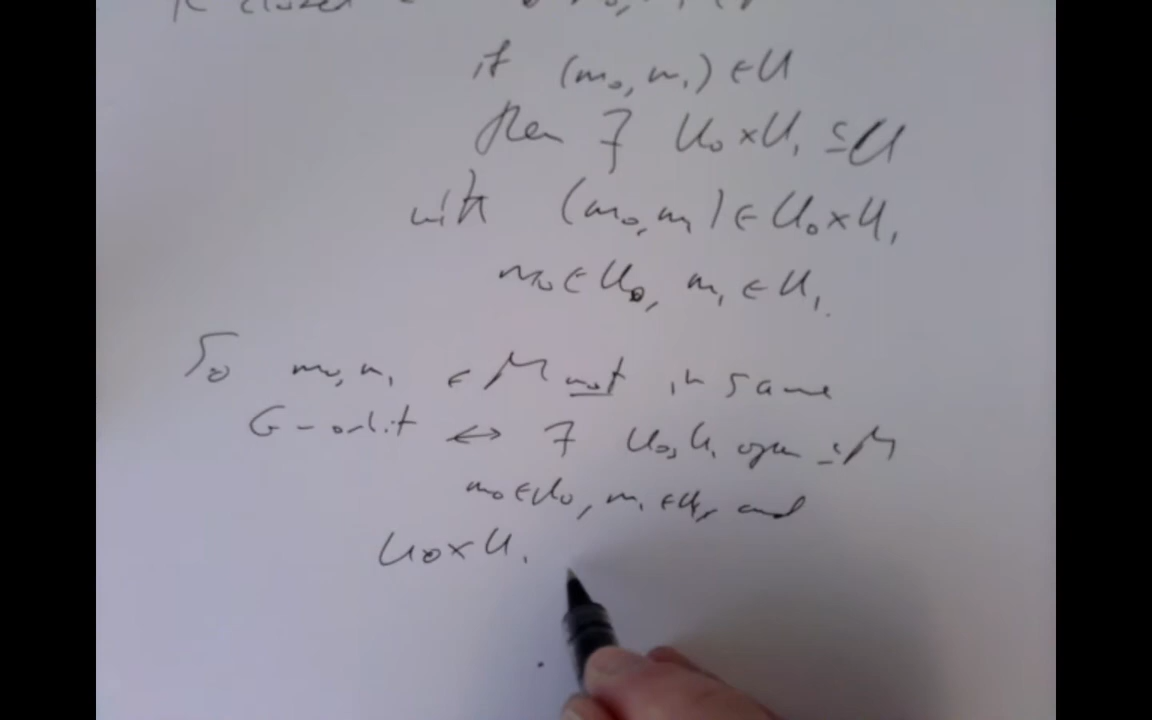 R closed
if (m₀, m₁) ∈ U
then ∃ U₀ × U₁ ⊆ U
with (m₀, m₁) ∈ U₀ × U₁
m₀ ∈ U₀, m₁ ∈ U₁.
So m₀, m₁ ∈ M not in same
G-orbit ↔ ∃ U₀, U₁ open ⊆ M
m₀ ∈ U₀, m₁ ∈ U₁, and
U₀ × U₁